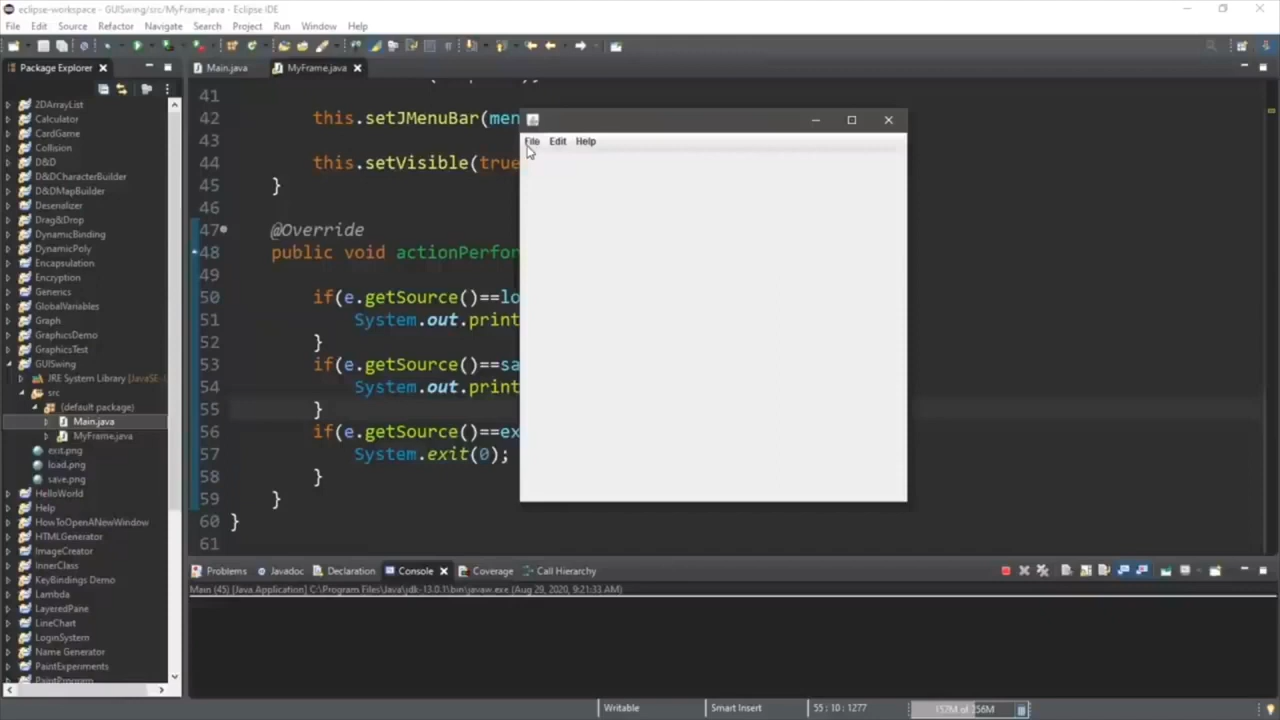 eclipse-workspace - GUISwing/src/MyFrame.java - Eclipse IDE
File Edit Source Refactor Navigate Search Project Run Window Help
Package Explorer
Main.java MyFrame.java
2DArrayList
Calculator
CardGame
Collision
D&D
D&DCharacterBuilder
D&DMapBuilder
Deserializer
Drag&Drop
DynamicBinding
DynamicPoly
Encapsulation
Encryption
Generics
GlobalVariables
Graph
GraphicsDemo
GraphicsTest
GUISwing
JRE System Library [JavaSE-
src
(default package)
Main.java
MyFrame.java
exit.png
load.png
save.png
HelloWorld
Help
HowToOpenANewWindow
HTMLGenerator
ImageCreator
InnerClass
KeyBindings Demo
Lambda
LayeredPane
LineChart
LoginSystem
Name Generator
PaintExperiments
PaintProgram
41
42 this.setJMenuBar(men
43
44 this.setVisible(true
45 }
46
47 @Override
48 public void actionPerfor
49
50 if(e.getSource()==lo
51 System.out.print
52 }
53 if(e.getSource()==sa
54 System.out.print
55 }
56 if(e.getSource()==ex
57 System.exit(0);
58 }
59 }
60 }
61
File Edit Help
Problems Javadoc Declaration Console Coverage Call Hierarchy
Main (45) [Java Application] C:\Program Files\Java\jdk-13.0.1\bin\javaw.exe (Aug 29, 2020, 9:21:33 AM)
Writable Smart Insert 55 : 10 : 1277 157M of 256M